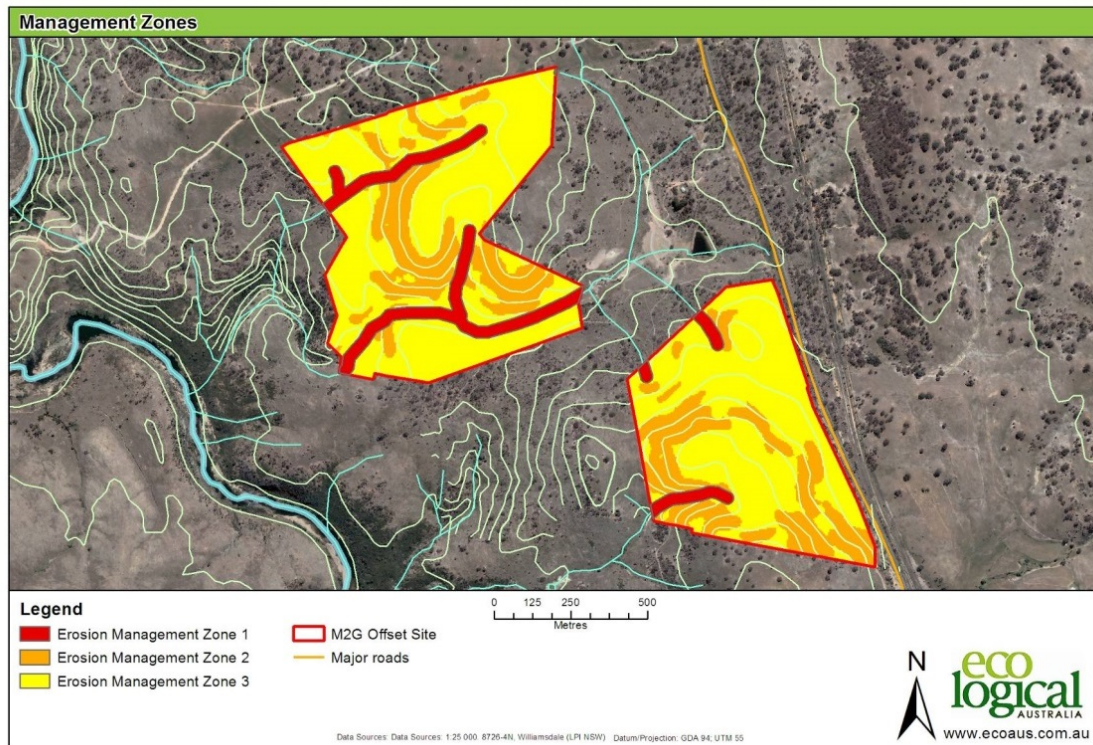 Management Zones
Legend
Erosion Management Zone 1
Erosion Management Zone 2
Erosion Management Zone 3
M2G Offset Site
Major roads
0 125 250 500
Metres
N
eco
logical
AUSTRALIA
www.ecoaus.com.au
Data Sources: Data Sources: 1:25 000 8726-4N, Williamsdale (LPI NSW) Datum/Projection: GDA 94; UTM 55